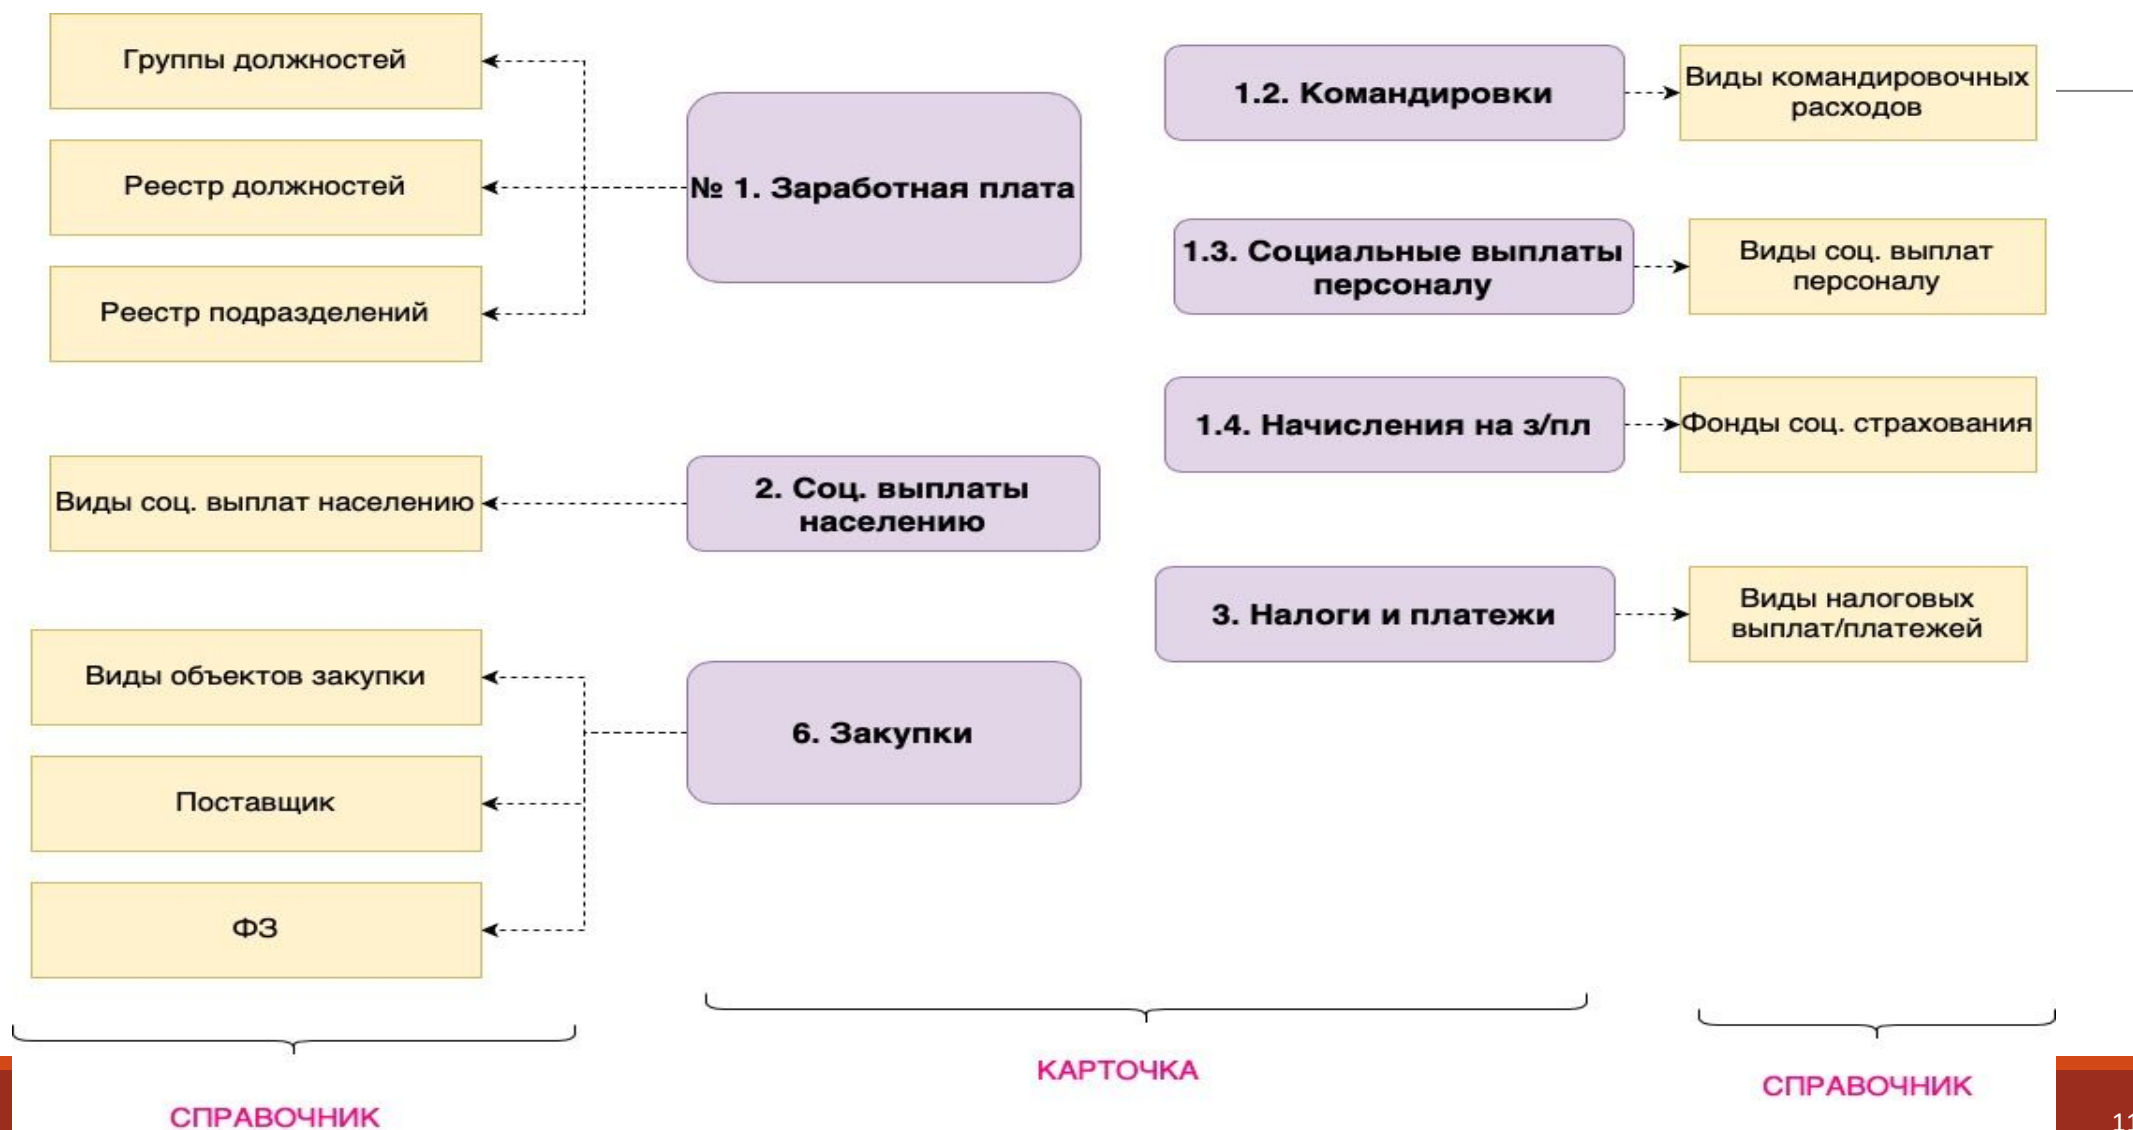 Группы должностей
Реестр должностей
Реестр подразделений
Виды соц. выплат населению
Виды объектов закупки
Поставщик
ФЗ
СПРАВОЧНИК
№ 1. Заработная плата
2. Соц. выплаты
населению
6. Закупки
1.2. Командировки
1.3. Социальные выплаты
персоналу
1.4. Начисления на з/пл
3. Налоги и платежи
КАРТОЧКА
Виды командировочных
расходов
Виды соц. выплат
персоналу
Фонды соц. страхования
Виды налоговых
выплат/платежей
СПРАВОЧНИК
11